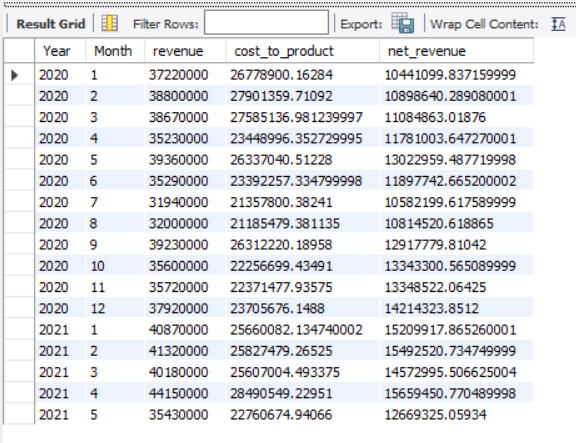 Result Grid Filter Rows: Export: Wrap Cell Content: IA
Year Month revenue cost_to_product net_revenue
2020 1 37220000 26778900.16284 10441099.837159999
2020 2 38800000 27901359.71092 10898640.289080001
2020 3 38670000 27585136.981239997 11084863.01876
2020 4 35230000 23448996.352729995 11781003.647270001
2020 5 39360000 26337040.51228 13022959.487719998
2020 6 35290000 23392257.334799998 11897742.665200002
2020 7 31940000 21357800.38241 10582199.617589999
2020 8 32000000 21185479.381135 10814520.618865
2020 9 39230000 26312220.18958 12917779.81042
2020 10 35600000 22256699.43491 13343300.565089999
2020 11 35720000 22371477.93575 13348522.06425
2020 12 37920000 23705676.1488 14214323.8512
2021 1 40870000 25660082.134740002 15209917.865260001
2021 2 41320000 25827479.26525 15492520.734749999
2021 3 40180000 25607004.493375 14572995.506625004
2021 4 44150000 28490549.22951 15659450.770489998
2021 5 35430000 22760674.94066 12669325.05934